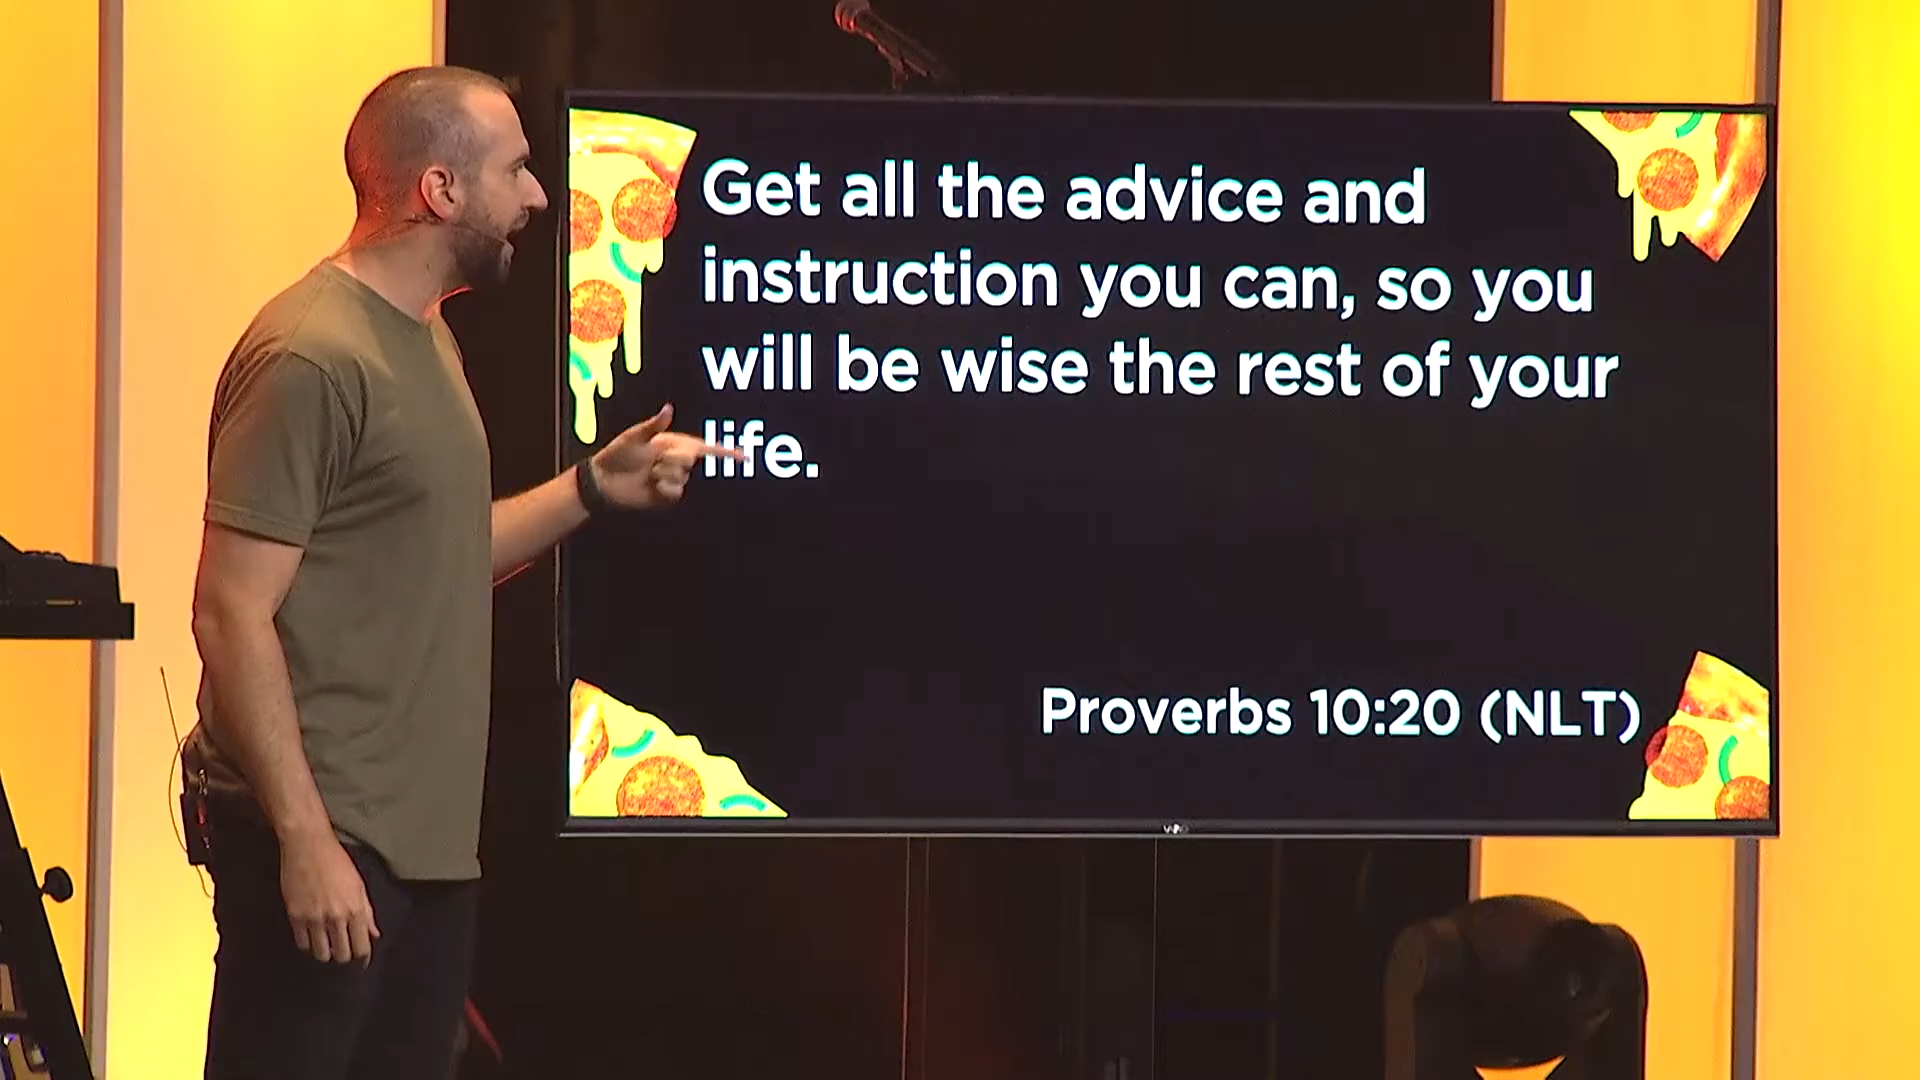 Get all the advice and
instruction you can, so you
will be wise the rest of your
life.
Proverbs 10:20 (NLT)
VIZIO